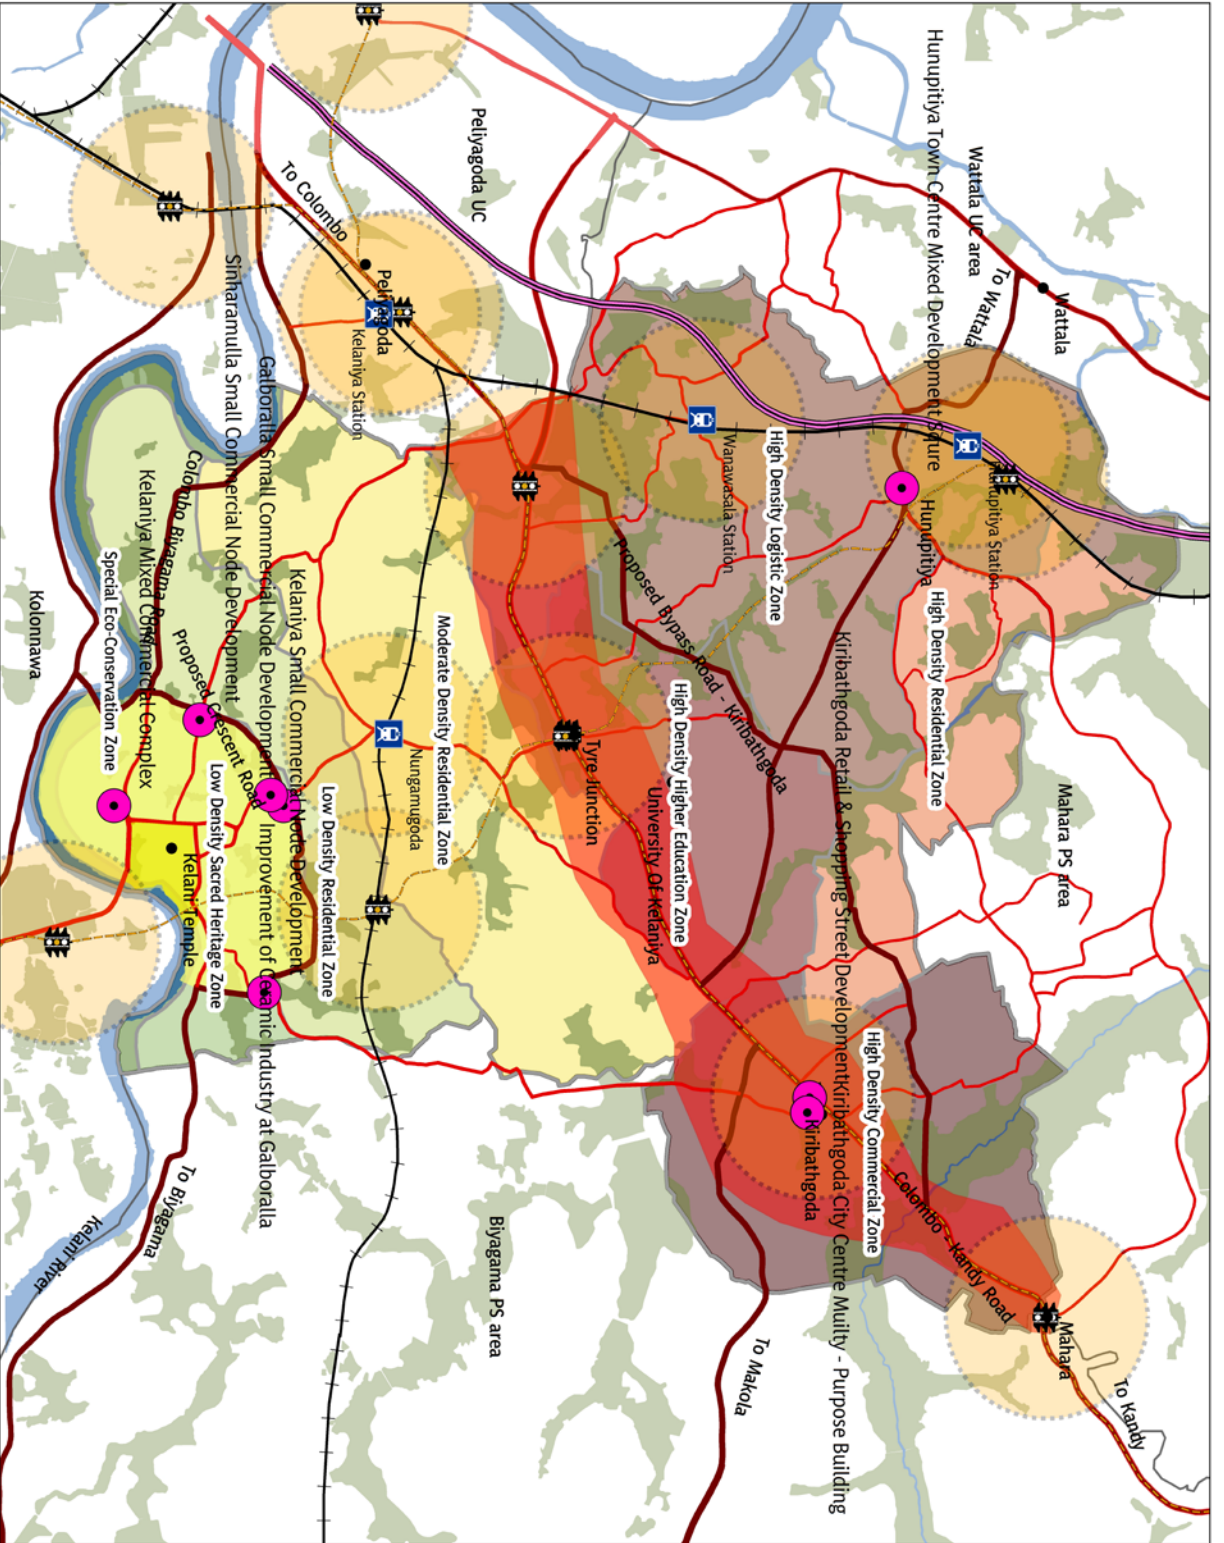 To Kandy
Wattala
Mahara PS area
Mahara
Wattala UC area
To Wattala
Hunupitiya Station
Hunupitiya Town Centre Mixed Development Squre
Hunupitiya
High Density Residential Zone
Colombo - Kandy Road
High Density Commercial Zone
Kiribathgoda Retail & Shopping Street Development
Kiribathgoda City Centre Muilty - Purpose Building
Kiribathgoda
High Density Logistic Zone
To Makola
Wanawasala Station
Proposed Bypass Road - Kiribathgoda
High Density Higher Education Zone
University Of Kelaniya
Tyre Junction
Peliyagoda UC
Biyagama PS area
Moderate Density Residential Zone
Nungamugoda
Peliyagoda
Kelaniya Station
Low Density Residential Zone
To Colombo
Kelaniya Small Commercial Node Development
Galboralla Small Commercial Node Development
Improvement of Ceramic Industry at Galboralla
Sinharamulla Small Commercial Node Development
Proposed Crescent Road
Low Density Sacred Heritage Zone
Kelani Temple
Colombo Biyagama Road
To Biyagama
Kelaniya Mixed Commercial Complex
Special Eco-Conservation Zone
Kelani River
Kolonnawa